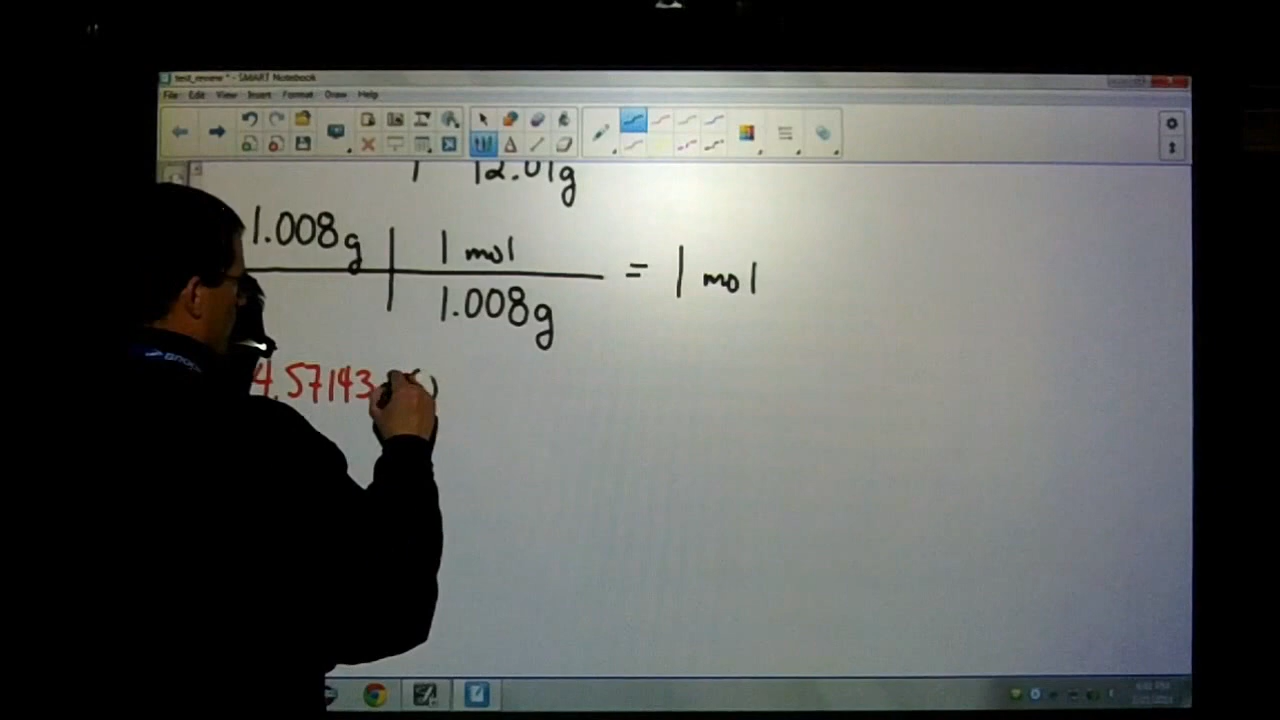 test_review * - SMART Notebook
File Edit View Insert Format Draw Help
12.01g
1.008g | 1 mol
= 1 mol
1.008g
4.57143